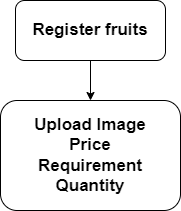 Register fruits
Upload Image
Price
Requirement
Quantity